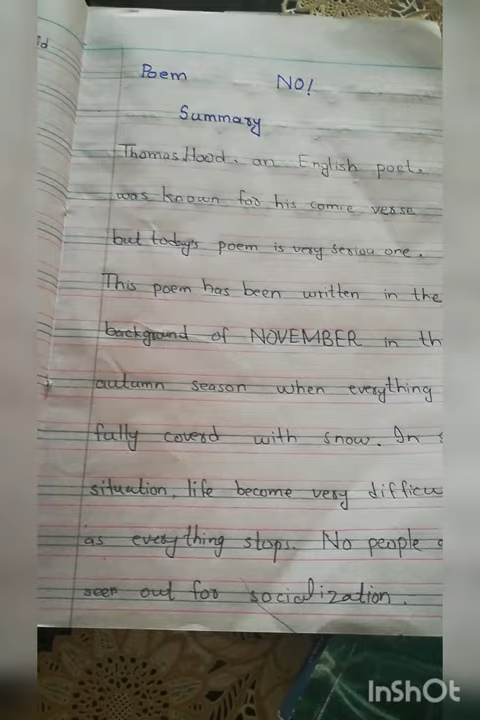 Poem NO!
Summary
Thomas Hood, an English poet,
was known for his comic verse
but today's poem is very seriou one.
This poem has been written in the
background of NOVEMBER in th
autumn season when everything
fully coverd with snow. In s
situation, life become very difficu
as everything stops. No people
seen out for socialization.
InShOt